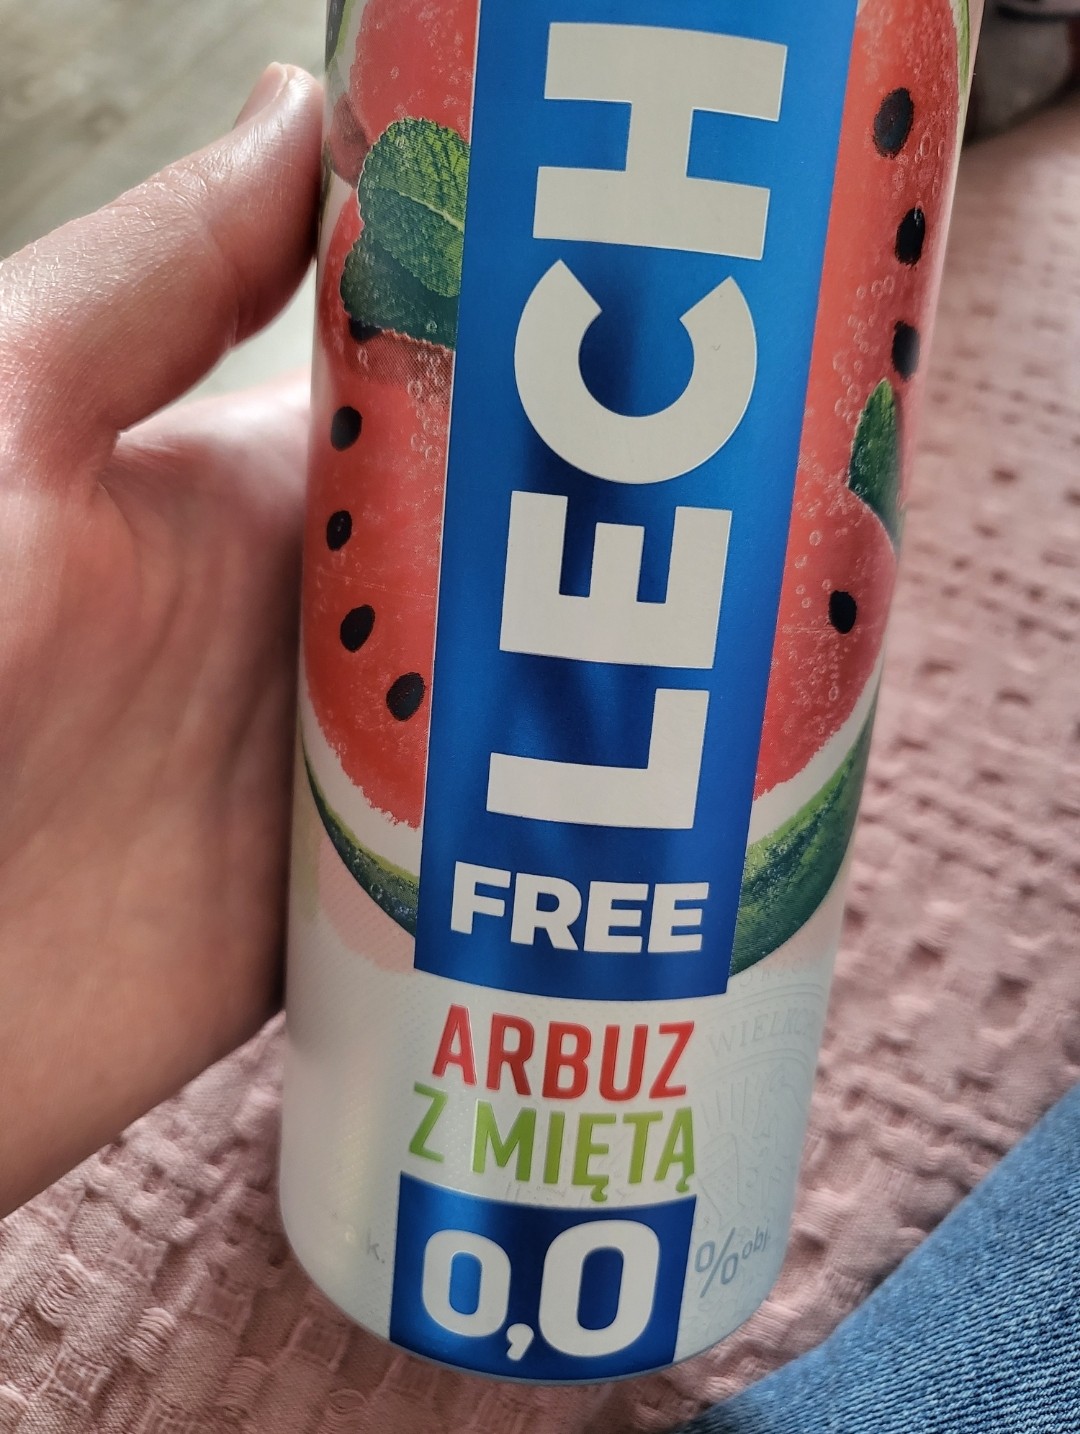 LECH
FREE
ARBUZ
Z MIĘTĄ
0,0
% obj.